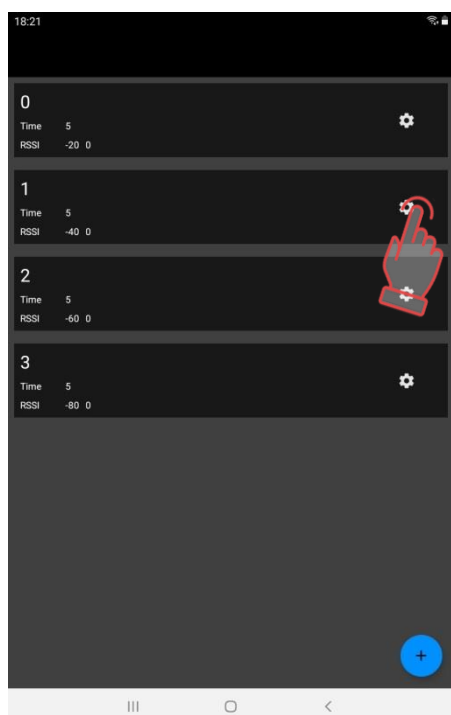 18:21
0
Time 5
RSSI -20 0
1
Time 5
RSSI -40 0
2
Time 5
RSSI -60 0
3
Time 5
RSSI -80 0
+